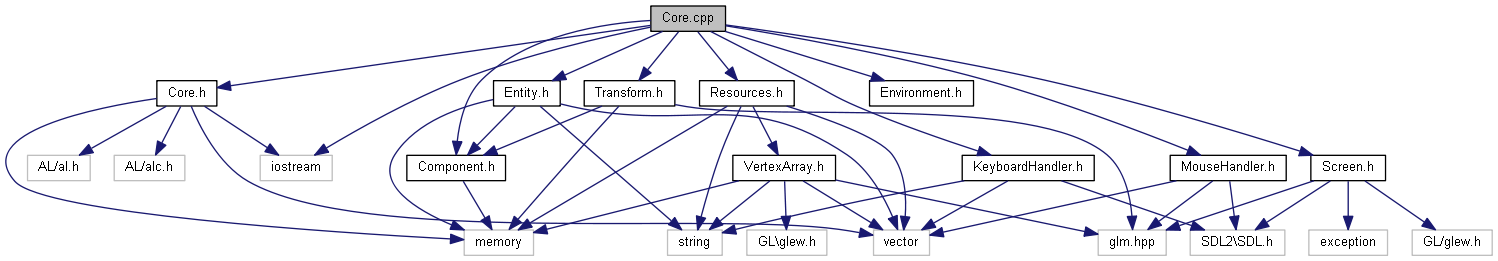 Core.cpp
Core.h
Entity.h
Transform.h
Resources.h
Environment.h
AL/al.h
AL/alc.h
iostream
Component.h
VertexArray.h
KeyboardHandler.h
MouseHandler.h
Screen.h
memory
string
GL\glew.h
vector
glm.hpp
SDL2\SDL.h
exception
GL/glew.h